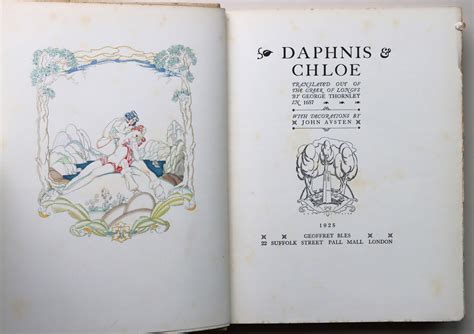 DAPHNIS &
CHLOE
TRANSLATED OUT OF
THE GREEK OF LONGUS
BY GEORGE THORNLEY
IN 1657
WITH DECORATIONS BY
JOHN AVSTEN
1925
GEOFFREY BLES
22 SUFFOLK STREET PALL MALL LONDON